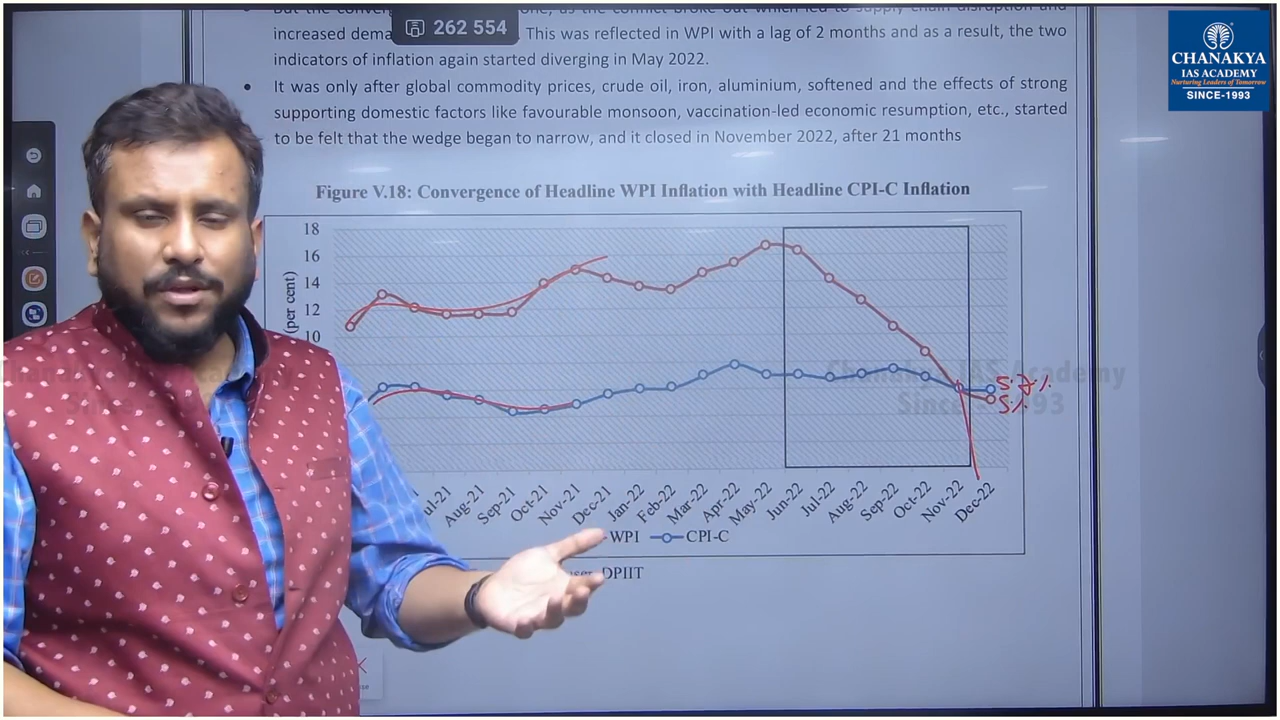 But the conver
262 554
increased dema . This was reflected in WPI with a lag of 2 months and as a result, the two
indicators of inflation again started diverging in May 2022.
• It was only after global commodity prices, crude oil, iron, aluminium, softened and the effects of strong
supporting domestic factors like favourable monsoon, vaccination-led economic resumption, etc., started
to be felt that the wedge began to narrow, and it closed in November 2022, after 21 months
CHANAKYA
IAS ACADEMY
Nurturing Leaders of Tomorrow
SINCE-1993
Figure V.18: Convergence of Headline WPI Inflation with Headline CPI-C Inflation
18
16
14
12
10
(per cent)
5.7%
5%
Chanakya IAS Academy
Since - 1993
ul-21 Aug-21 Sep-21 Oct-21 Nov-21 Dec-21 Jan-22 Feb-22 Mar-22 Apr-22 May-22 Jun-22 Jul-22 Aug-22 Sep-22 Oct-22 Nov-22 Dec-22
WPI CPI-C
DPIIT